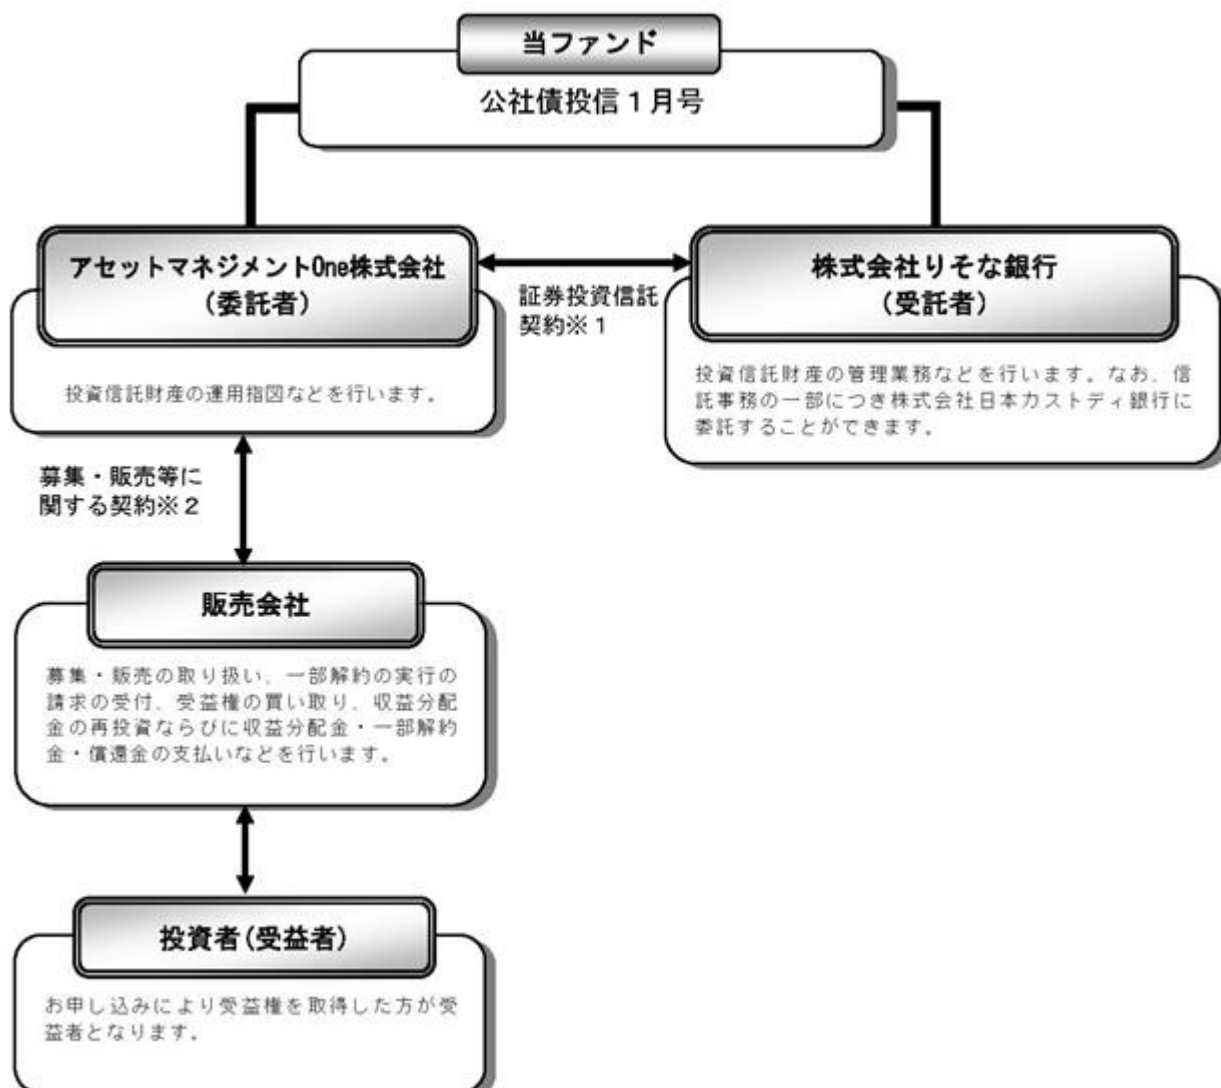 当ファンド
公社債投信１月号
アセットマネジメントOne株式会社
（委託者）
投資信託財産の運用指図などを行います。
証券投資信託
契約※１
株式会社りそな銀行
（受託者）
投資信託財産の管理業務などを行います。なお、信
託事務の一部につき株式会社日本カストディ銀行に
委託することができます。
募集・販売等に
関する契約※２
販売会社
募集・販売の取り扱い、一部解約の実行の
請求の受付、受益権の買い取り、収益分配
金の再投資ならびに収益分配金・一部解約
金・償還金の支払いなどを行います。
投資者(受益者)
お申し込みにより受益権を取得した方が受
益者となります。